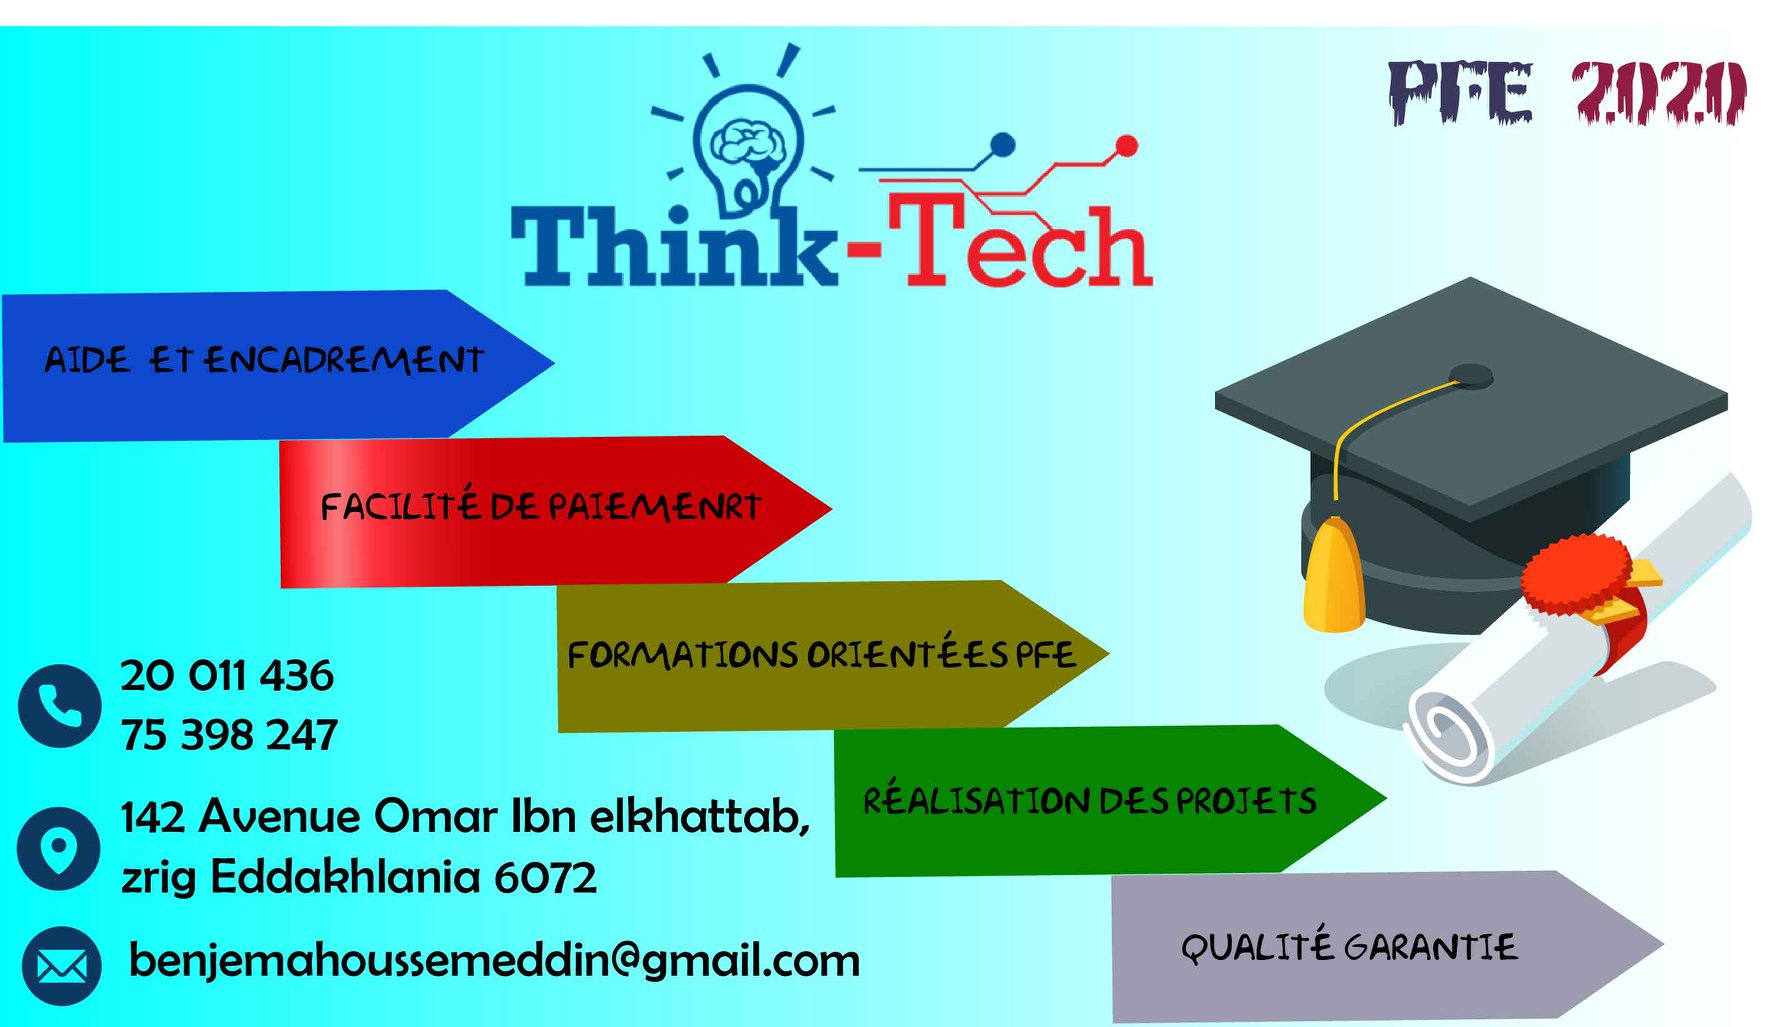 PFE 2020
Think-Tech
AIDE ET ENCADREMENT
FACILITÉ DE PAIEMENRT
FORMATIONS ORIENTÉES PFE
RÉALISATION DES PROJETS
QUALITÉ GARANTIE
20 011 436
75 398 247
142 Avenue Omar Ibn elkhattab,
zrig Eddakhlania 6072
benjemahoussemeddin@gmail.com